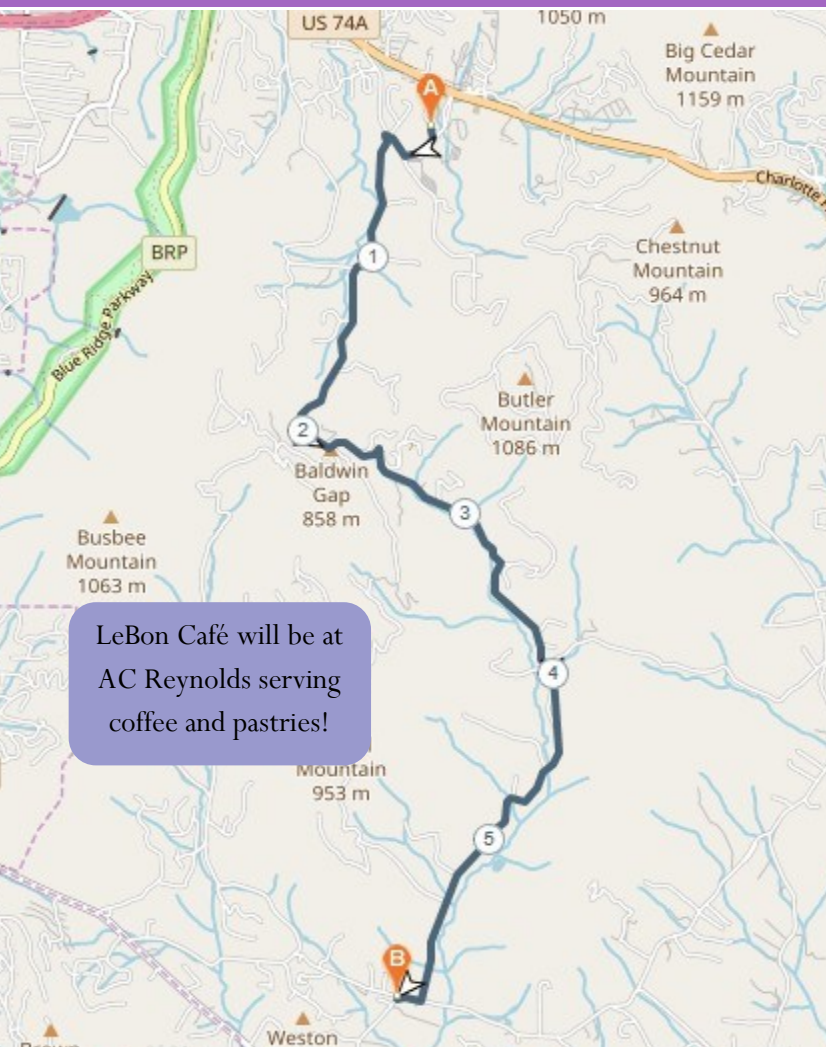 US 74A
1050 m
Big Cedar
Mountain
1159 m
A
Charlotte
BRP
Chestnut
Mountain
964 m
1
Blue Ridge Parkway
Butler
Mountain
1086 m
2
Baldwin
Gap
858 m
3
Busbee
Mountain
1063 m
LeBon Café will be at
AC Reynolds serving
coffee and pastries!
4
Mountain
953 m
5
B
Weston